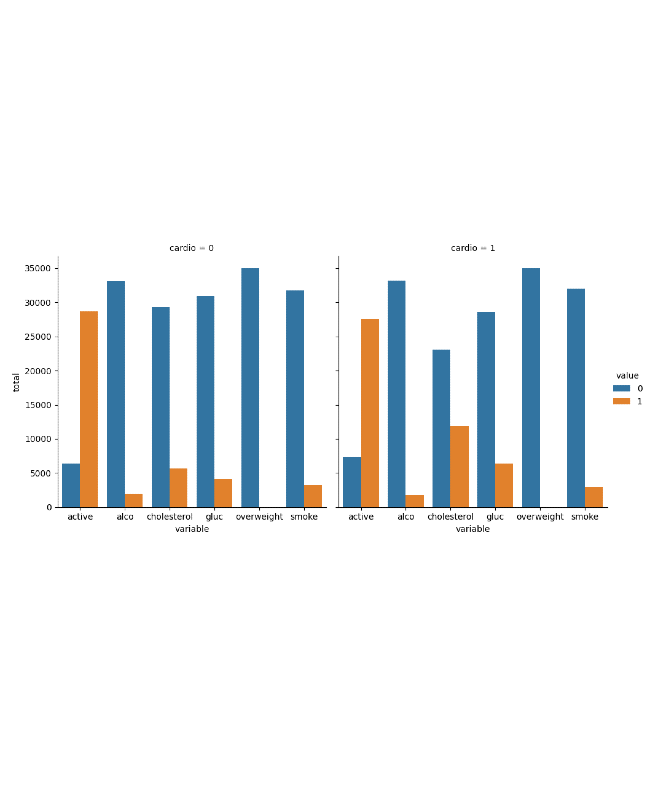 cardio = 0
cardio = 1
total
35000
30000
25000
20000
15000
10000
5000
0
active alco cholesterol gluc overweight smoke
variable
active alco cholesterol gluc overweight smoke
variable
value
0
1